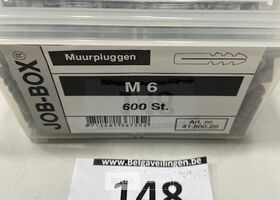 JOB-BOX®
Muurpluggen
M 6
600 St.
Art. nr.
41.600.20
www.Belgaveilingen.be
148